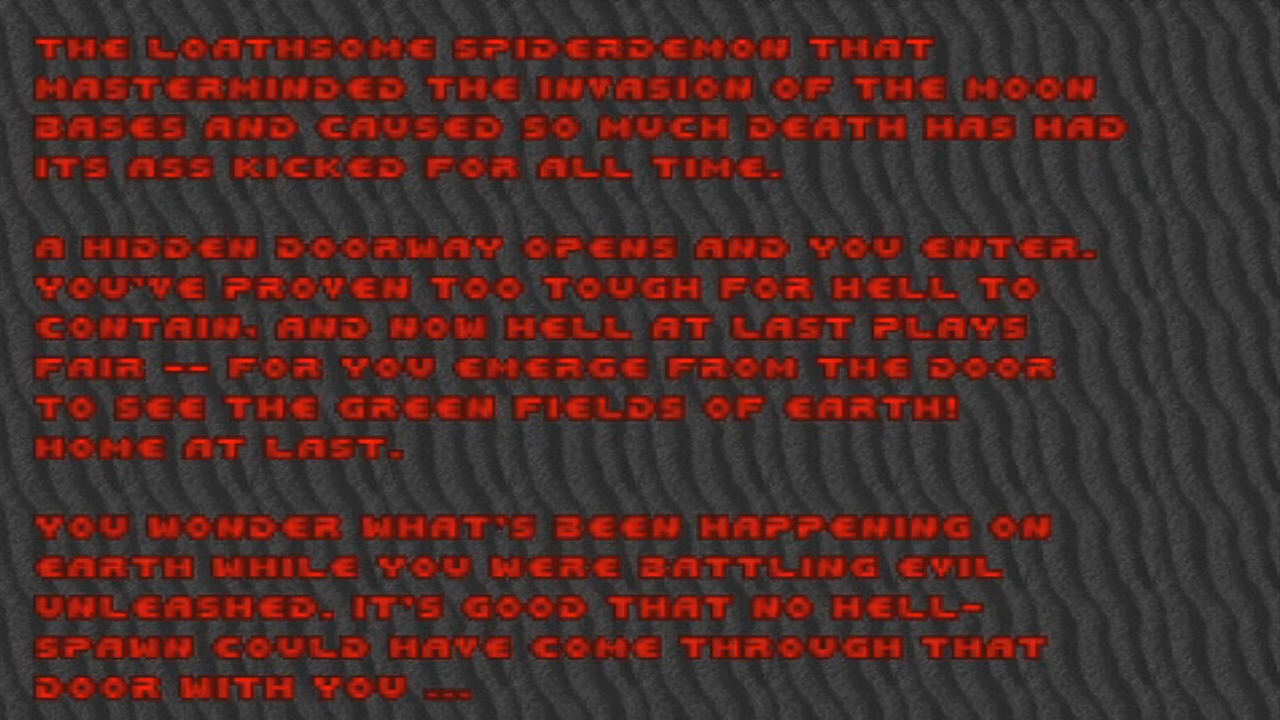 THE LOATHSOME SPIDERDEMON THAT
MASTERMINDED THE INVASION OF THE MOON
BASES AND CAUSED SO MUCH DEATH HAS HAD
ITS ASS KICKED FOR ALL TIME.
A HIDDEN DOORWAY OPENS AND YOU ENTER.
YOU'VE PROVEN TOO TOUGH FOR HELL TO
CONTAIN, AND NOW HELL AT LAST PLAYS
FAIR -- FOR YOU EMERGE FROM THE DOOR
TO SEE THE GREEN FIELDS OF EARTH!
HOME AT LAST.
YOU WONDER WHAT'S BEEN HAPPENING ON
EARTH WHILE YOU WERE BATTLING EVIL
UNLEASHED. IT'S GOOD THAT NO HELL-
SPAWN COULD HAVE COME THROUGH THAT
DOOR WITH YOU ...